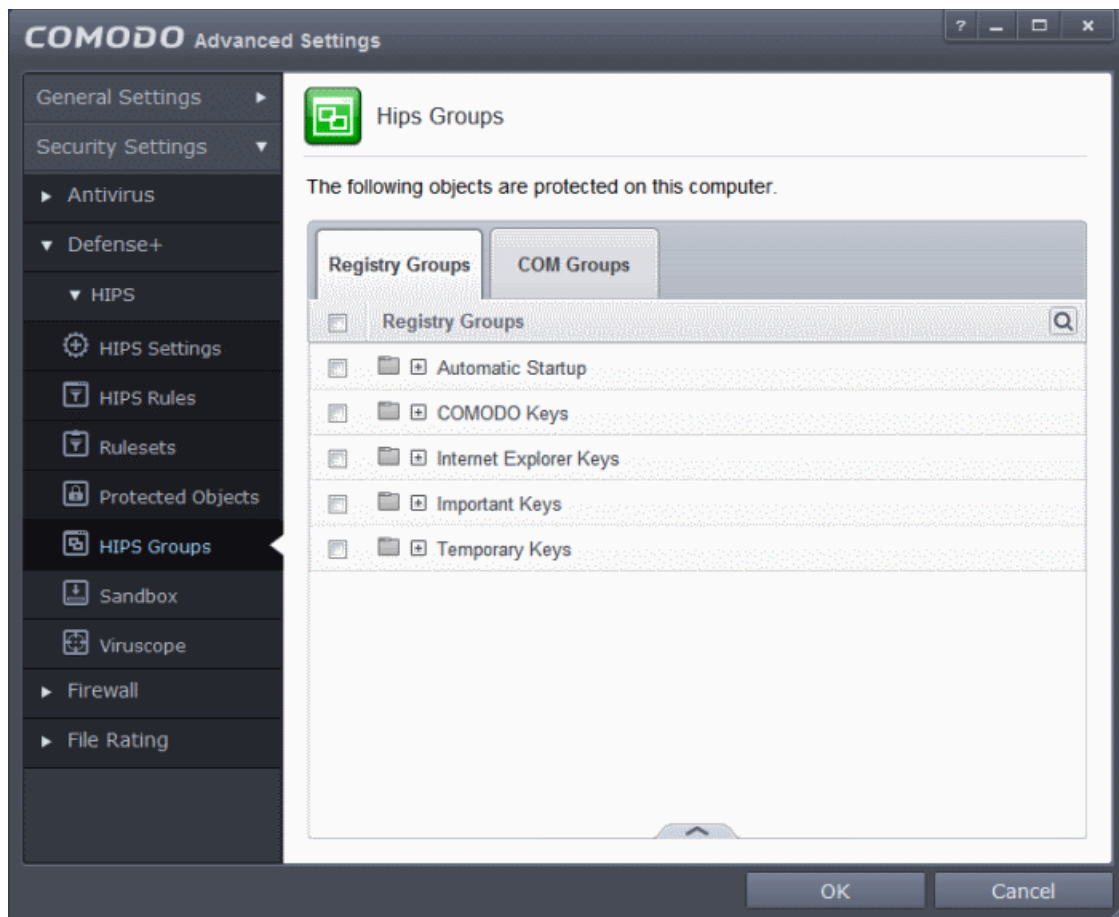 COMODO Advanced Settings
?
General Settings
Security Settings
Antivirus
Defense+
HIPS
HIPS Settings
HIPS Rules
Rulesets
Protected Objects
HIPS Groups
Sandbox
Viruscope
Firewall
File Rating
Hips Groups
The following objects are protected on this computer.
Registry Groups
COM Groups
Registry Groups
Automatic Startup
COMODO Keys
Internet Explorer Keys
Important Keys
Temporary Keys
OK
Cancel